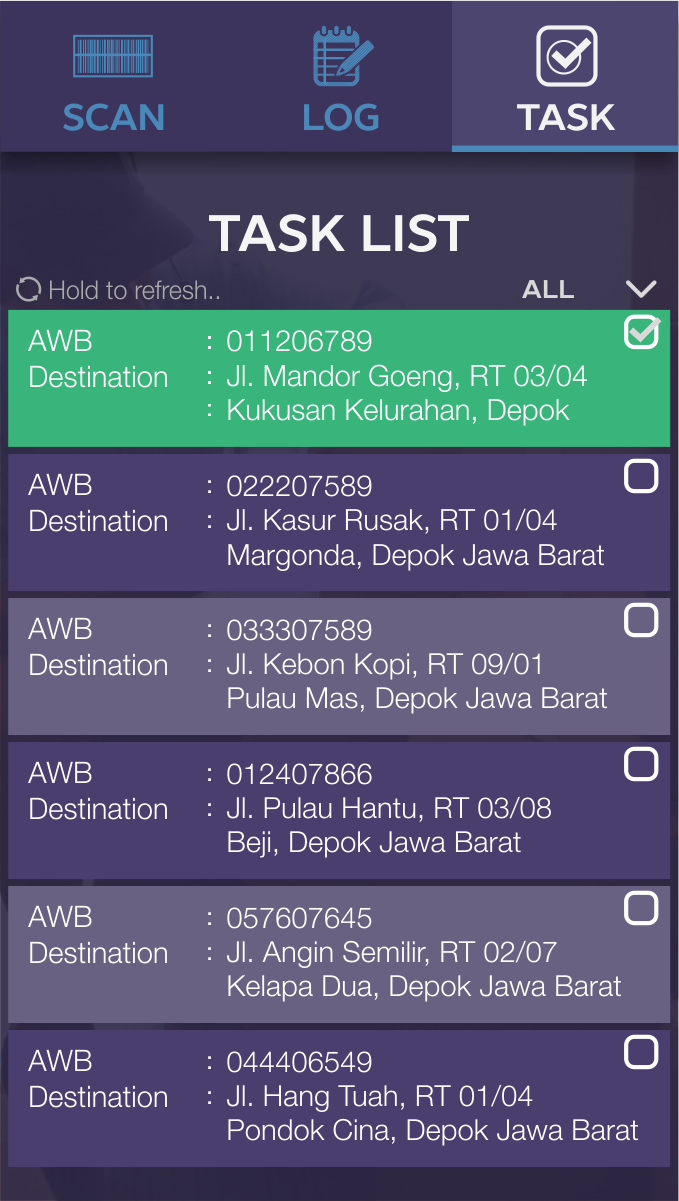 SCAN LOG TASK
TASK LIST
Hold to refresh.. ALL
AWB : 011206789
Destination : Jl. Mandor Goeng, RT 03/04
: Kukusan Kelurahan, Depok
AWB : 022207589
Destination : Jl. Kasur Rusak, RT 01/04
Margonda, Depok Jawa Barat
AWB : 033307589
Destination : Jl. Kebon Kopi, RT 09/01
Pulau Mas, Depok Jawa Barat
AWB : 012407866
Destination : Jl. Pulau Hantu, RT 03/08
Beji, Depok Jawa Barat
AWB : 057607645
Destination : Jl. Angin Semilir, RT 02/07
Kelapa Dua, Depok Jawa Barat
AWB : 044406549
Destination : Jl. Hang Tuah, RT 01/04
Pondok Cina, Depok Jawa Barat